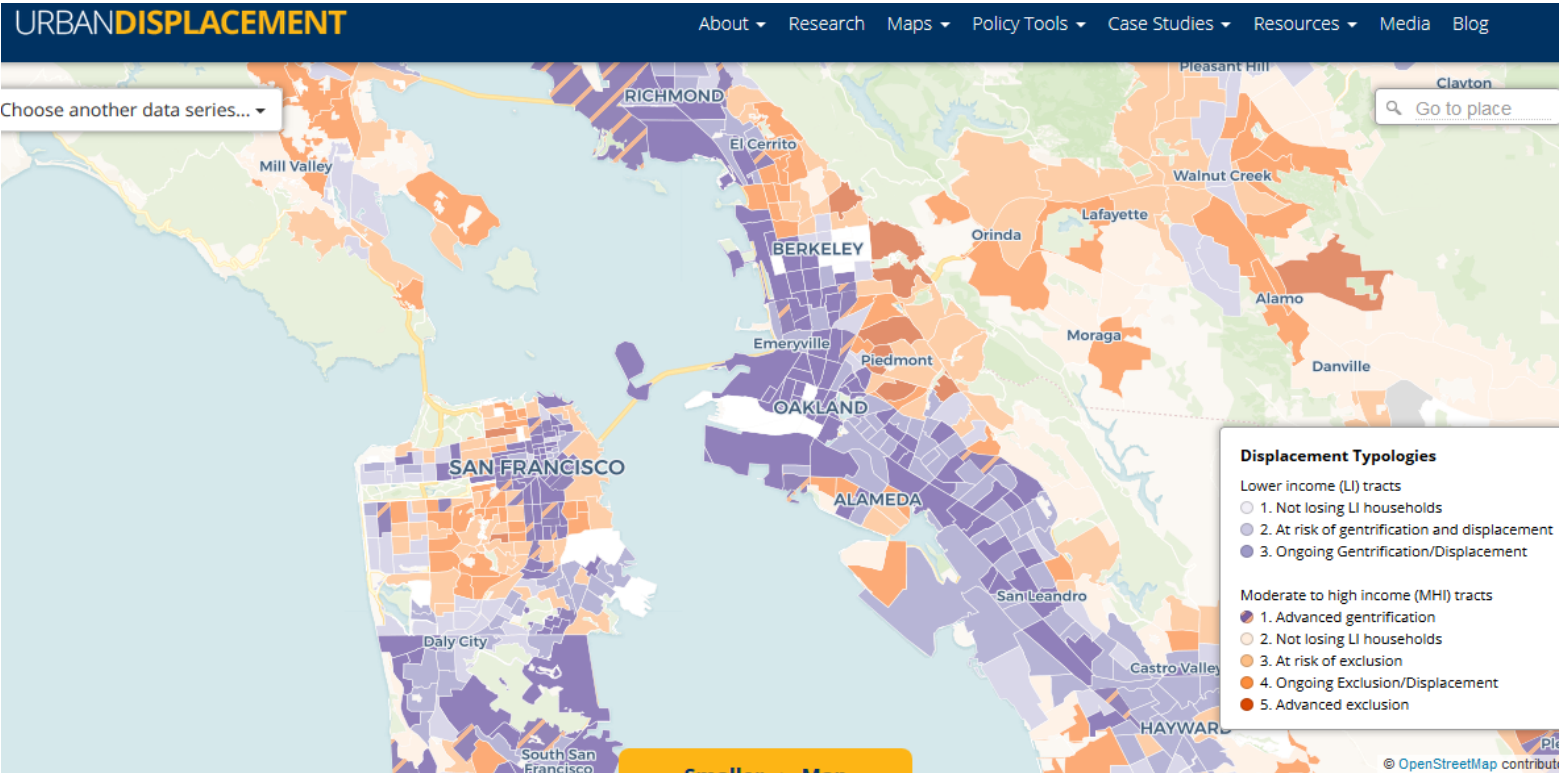 URBANDISPLACEMENT
About Research Maps Policy Tools Case Studies Resources Media Blog
Choose another data series...
Go to place
Pleasant Hill
Clayton
RICHMOND
El Cerrito
Mill Valley
Walnut Creek
Lafayette
Orinda
BERKELEY
Alamo
Moraga
Emeryville
Piedmont
Danville
OAKLAND
SAN FRANCISCO
ALAMEDA
San Leandro
Daly City
Castro Valley
HAYWARD
South San
Francisco
Displacement Typologies
Lower income (LI) tracts
1. Not losing LI households
2. At risk of gentrification and displacement
3. Ongoing Gentrification/Displacement
Moderate to high income (MHI) tracts
1. Advanced gentrification
2. Not losing LI households
3. At risk of exclusion
4. Ongoing Exclusion/Displacement
5. Advanced exclusion
© OpenStreetMap contribut